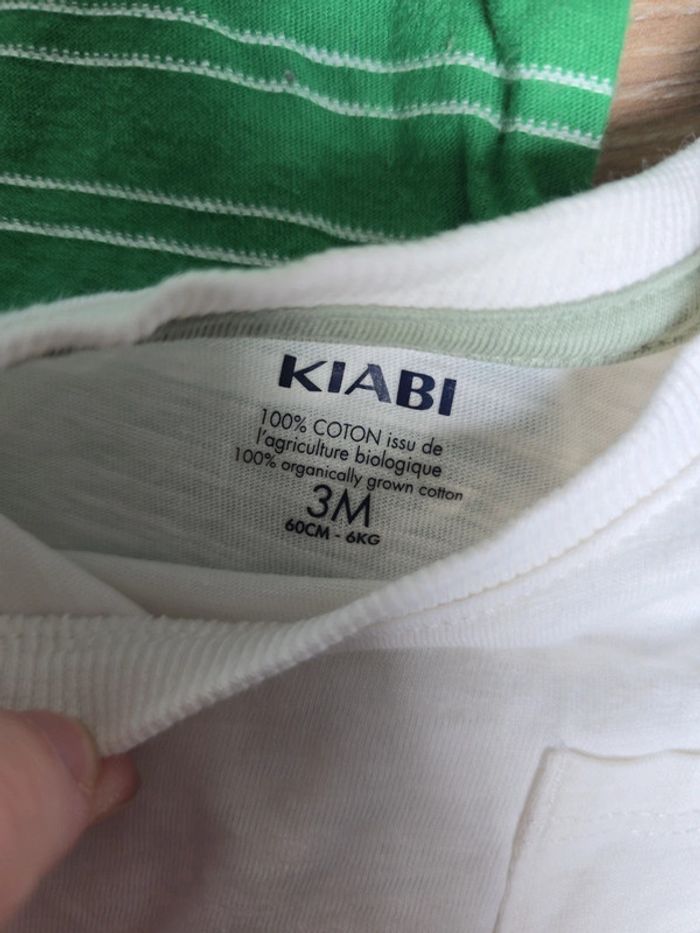 KIABI
100% COTON issu de
l'agriculture biologique
100% organically grown cotton
3M
60CM - 6KG